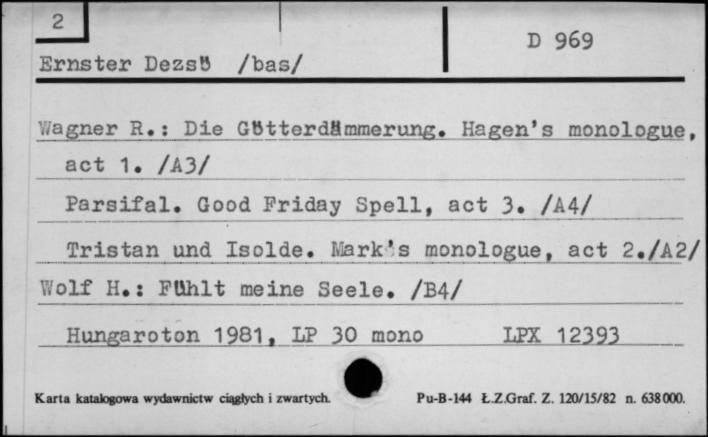 2
D 969
Ernster Dezsö /bas/
Wagner R.: Die Götterdämmerung. Hagen's monologue,
act 1. /A3/
Parsifal. Good Friday Spell, act 3. /A4/
Tristan und Isolde. Mark's monologue, act 2./A2/
Wolf H.: Fühlt meine Seele. /B4/
Hungaroton 1981, LP 30 mono LPX 12393
Karta katalogowa wydawnictw ciągłych i zwartych. Pu-B-144 Ł.Z.Graf. Z. 120/15/82 n. 638000.